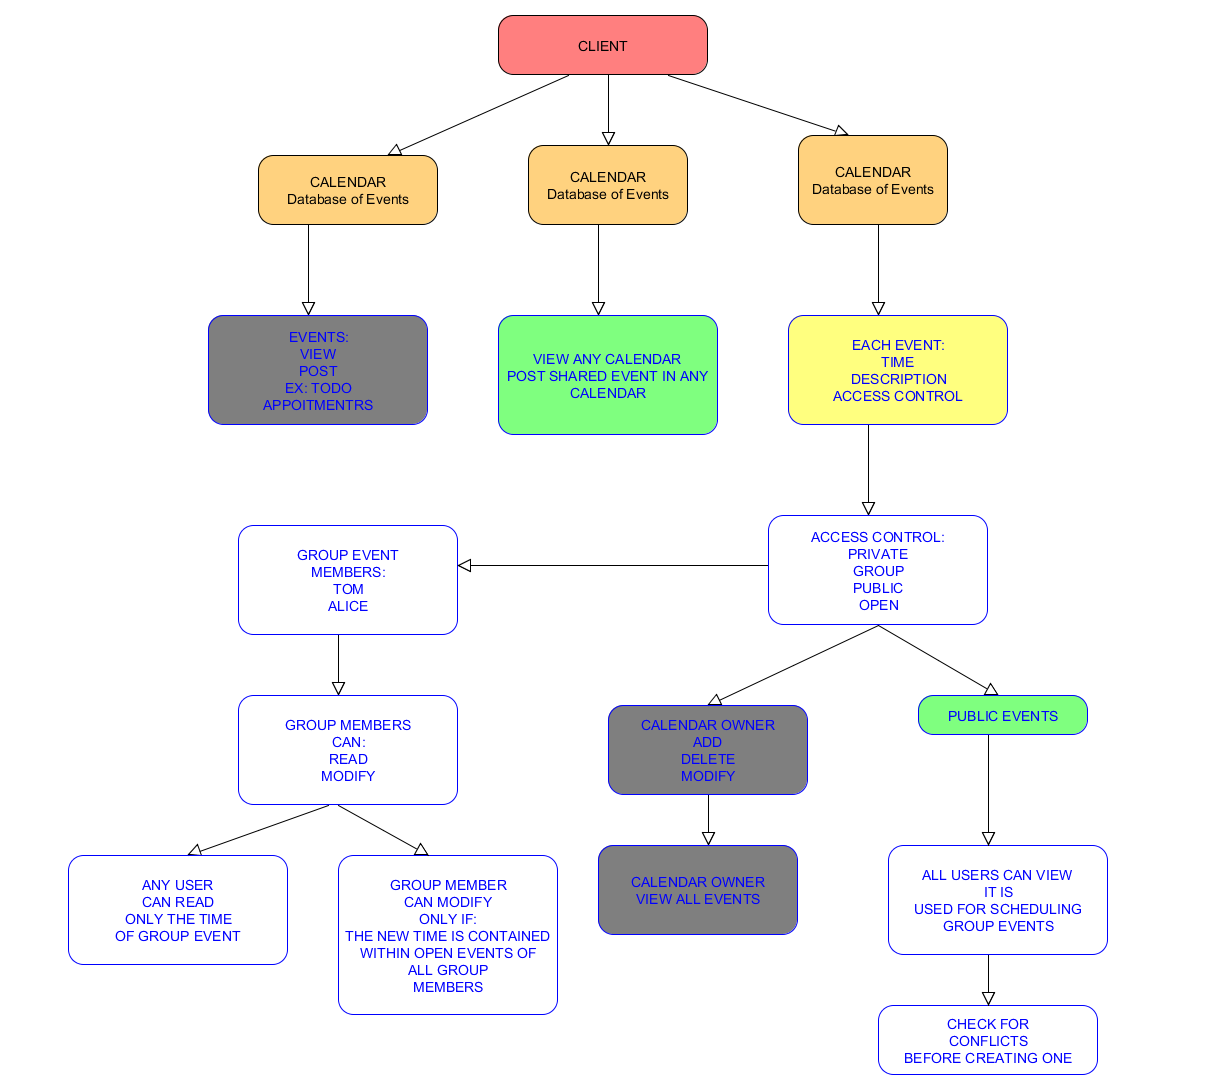 CLIENT
CALENDAR
Database of Events
CALENDAR
Database of Events
CALENDAR
Database of Events
EVENTS:
VIEW
POST
EX: TODO
APPOITMENTRS
VIEW ANY CALENDAR
POST SHARED EVENT IN ANY
CALENDAR
EACH EVENT:
TIME
DESCRIPTION
ACCESS CONTROL
GROUP EVENT
MEMBERS:
TOM
ALICE
ACCESS CONTROL:
PRIVATE
GROUP
PUBLIC
OPEN
GROUP MEMBERS
CAN:
READ
MODIFY
CALENDAR OWNER
ADD
DELETE
MODIFY
PUBLIC EVENTS
ANY USER
CAN READ
ONLY THE TIME
OF GROUP EVENT
GROUP MEMBER
CAN MODIFY
ONLY IF:
THE NEW TIME IS CONTAINED
WITHIN OPEN EVENTS OF
ALL GROUP
MEMBERS
CALENDAR OWNER
VIEW ALL EVENTS
ALL USERS CAN VIEW
IT IS
USED FOR SCHEDULING
GROUP EVENTS
CHECK FOR
CONFLICTS
BEFORE CREATING ONE